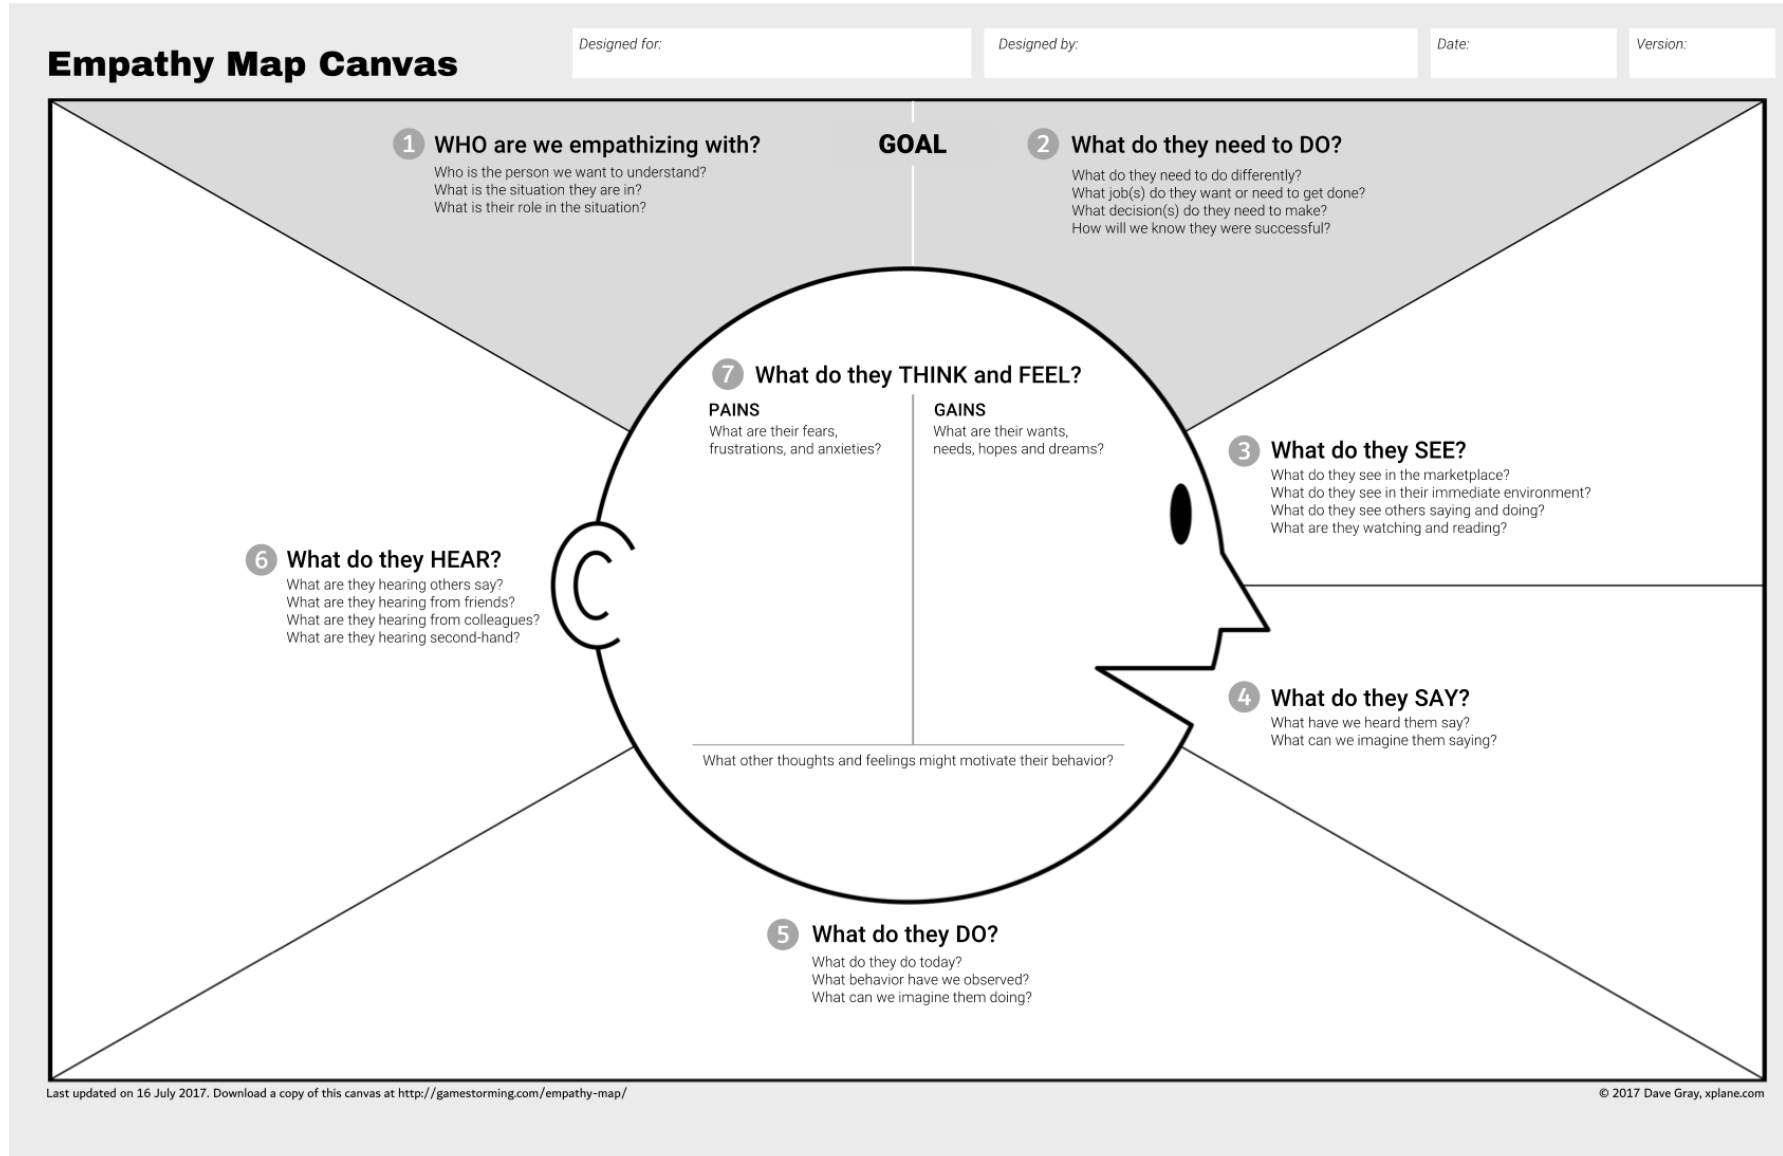 Empathy Map Canvas
Designed for:
Designed by:
Date:
Version:
1 WHO are we empathizing with?
Who is the person we want to understand?
What is the situation they are in?
What is their role in the situation?
GOAL
2 What do they need to DO?
What do they need to do differently?
What job(s) do they want or need to get done?
What decision(s) do they need to make?
How will we know they were successful?
7 What do they THINK and FEEL?
PAINS
What are their fears,
frustrations, and anxieties?
GAINS
What are their wants,
needs, hopes and dreams?
What other thoughts and feelings might motivate their behavior?
3 What do they SEE?
What do they see in the marketplace?
What do they see in their immediate environment?
What do they see others saying and doing?
What are they watching and reading?
4 What do they SAY?
What have we heard them say?
What can we imagine them saying?
5 What do they DO?
What do they do today?
What behavior have we observed?
What can we imagine them doing?
6 What do they HEAR?
What are they hearing others say?
What are they hearing from friends?
What are they hearing from colleagues?
What are they hearing second-hand?
Last updated on 16 July 2017. Download a copy of this canvas at http://gamestorming.com/empathy-map/
© 2017 Dave Gray, xplane.com